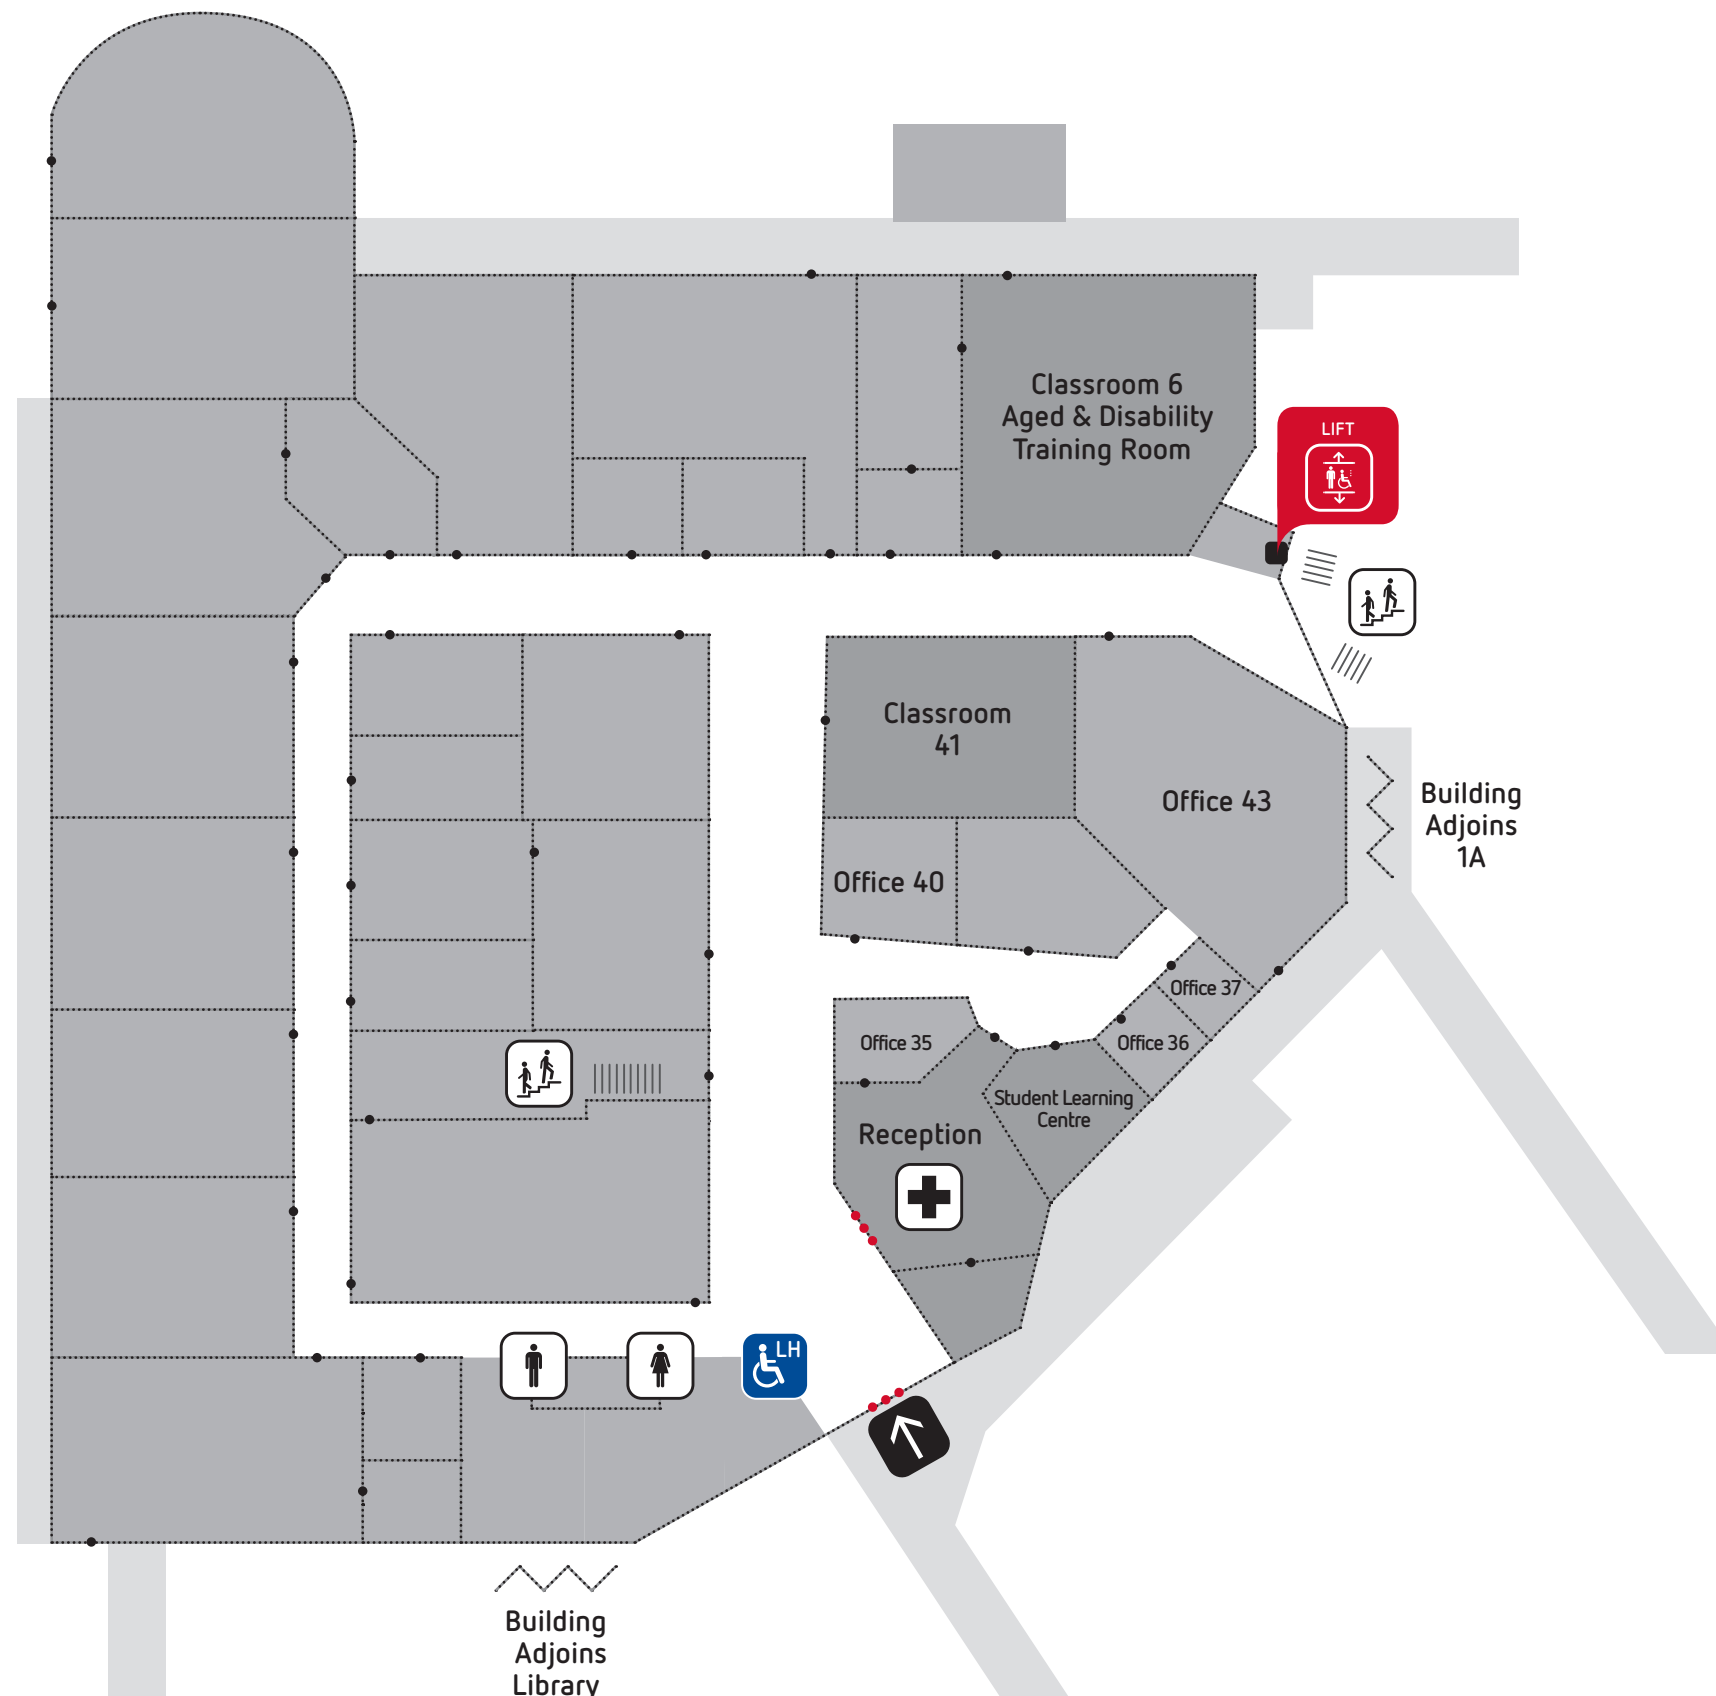 Classroom 6
Aged & Disability
Training Room
LIFT
Classroom
41
Office 43
Building
Adjoins
1A
Office 40
Office 37
Office 35
Office 36
Student Learning
Centre
Reception
LH
Building
Adjoins
Library